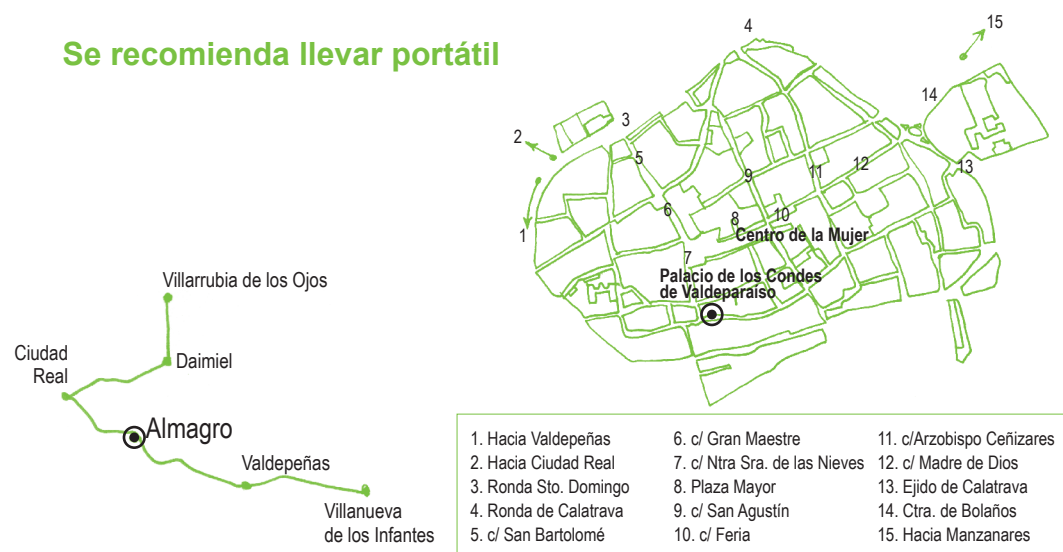 Se recomienda llevar portátil
4
15
14
3
2
5
13
12
11
9
6
10
8
1
Centro de la Mujer
7
Palacio de los Condes
de Valdeparaíso
Villarrubia de los Ojos
Ciudad
Real
Daimiel
Almagro
Valdepeñas
Villanueva
de los Infantes
1. Hacia Valdepeñas
2. Hacia Ciudad Real
3. Ronda Sto. Domingo
4. Ronda de Calatrava
5. c/ San Bartolomé
6. c/ Gran Maestre
7. c/ Ntra Sra. de las Nieves
8. Plaza Mayor
9. c/ San Agustín
10. c/ Feria
11. c/Arzobispo Ceñizares
12. c/ Madre de Dios
13. Ejido de Calatrava
14. Ctra. de Bolaños
15. Hacia Manzanares